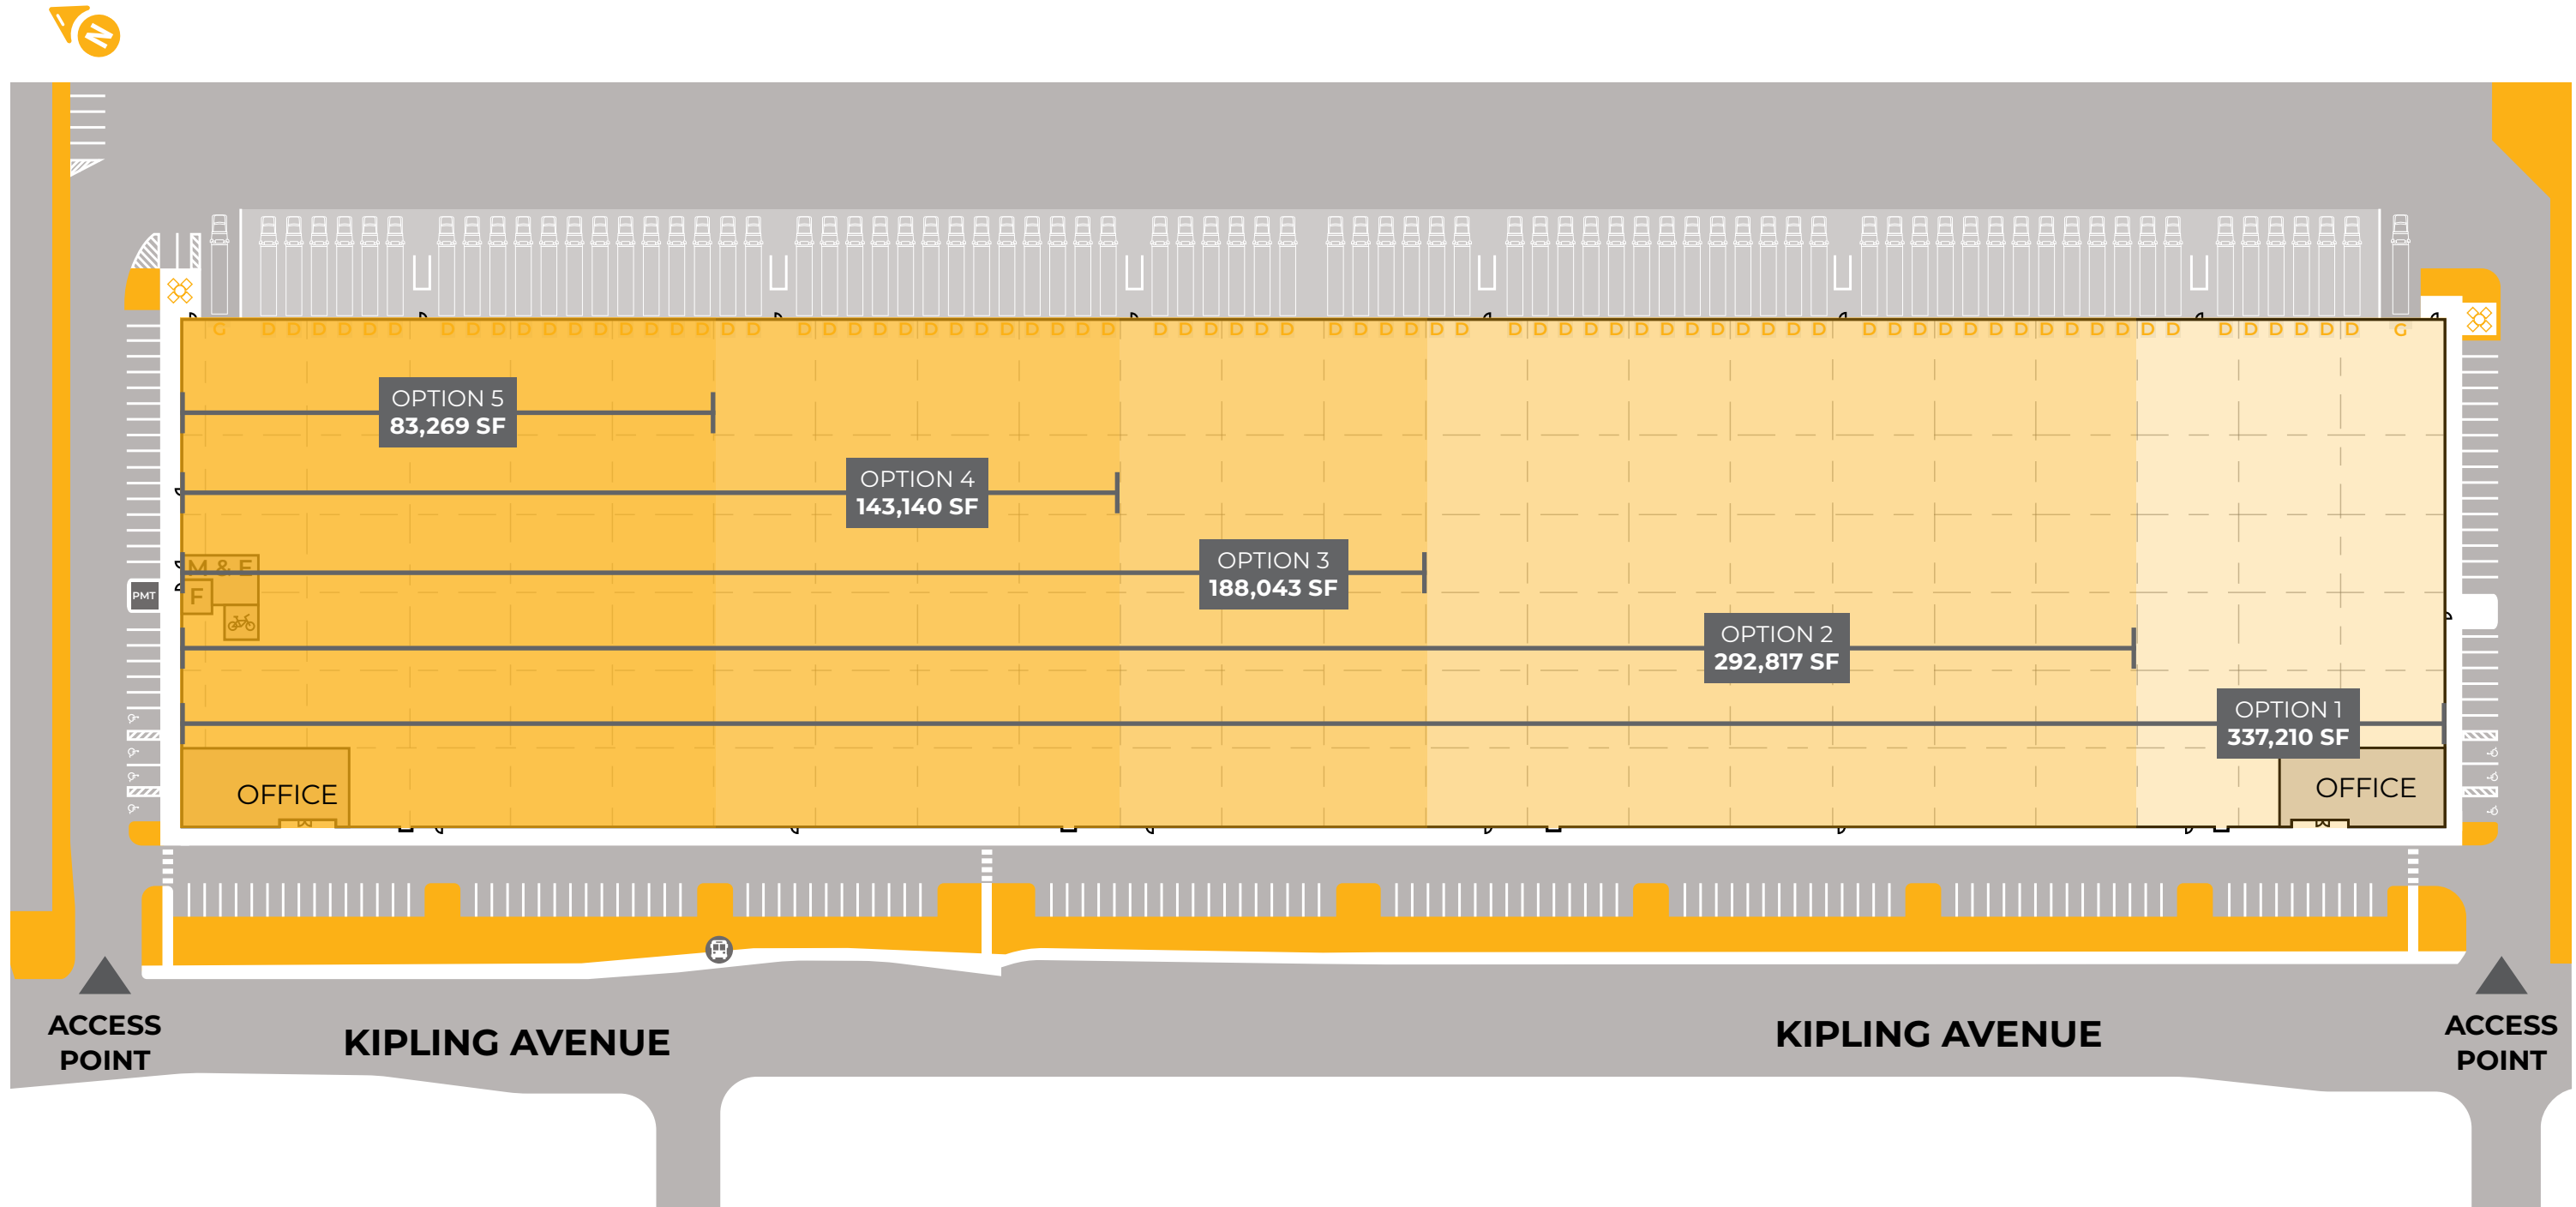 N
G D D D D D D D D D D D D D D D D D D D D D D D D D D D D D D D D D D D D D D D D D D D D D D D D D D D D D D D D D D D D D D D D D D D D D D D D D D D D G
OPTION 5
83,269 SF
OPTION 4
143,140 SF
OPTION 3
188,043 SF
M & E
F
PMT
OPTION 2
292,817 SF
OPTION 1
337,210 SF
OFFICE
OFFICE
ACCESS
POINT
KIPLING AVENUE
KIPLING AVENUE
ACCESS
POINT